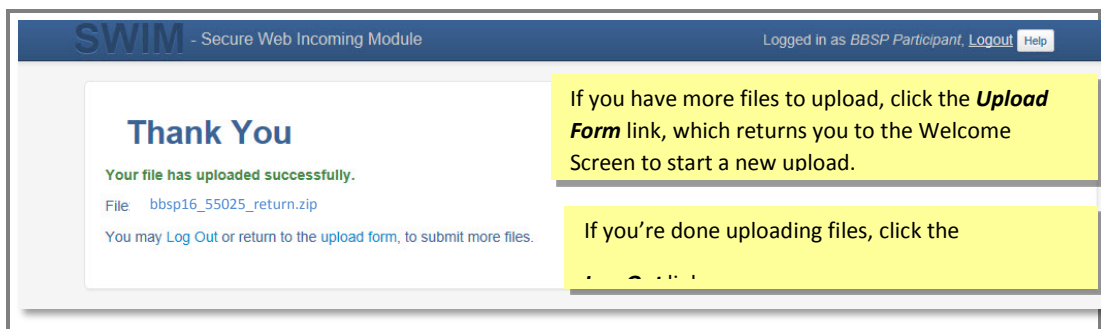 SWIM - Secure Web Incoming Module
Logged in as BBSP Participant, Logout Help
Thank You
Your file has uploaded successfully.
File: bbsp16_55025_return.zip
You may Log Out or return to the upload form, to submit more files.
If you have more files to upload, click the Upload
Form link, which returns you to the Welcome
Screen to start a new upload.
If you’re done uploading files, click the